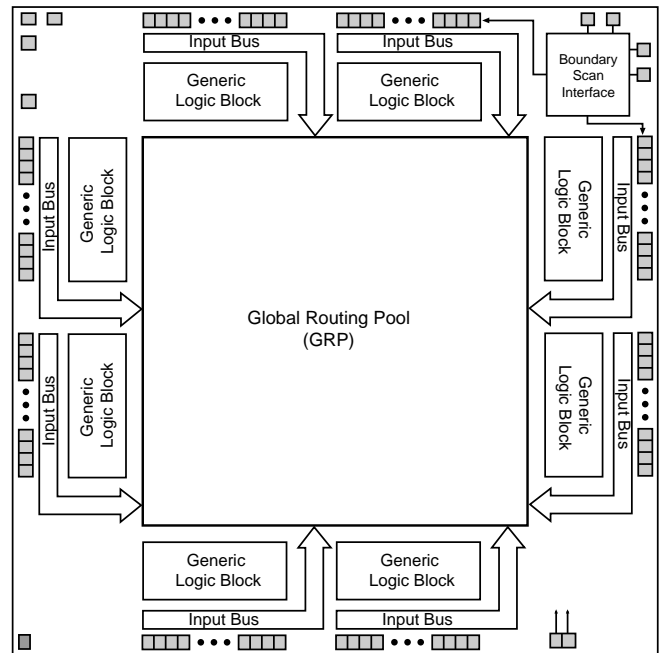 Input Bus
Input Bus
Generic
Logic Block
Generic
Logic Block
Boundary
Scan
Interface
Input Bus
Generic
Logic Block
Generic
Logic Block
Input Bus
Global Routing Pool
(GRP)
Input Bus
Generic
Logic Block
Generic
Logic Block
Input Bus
Generic
Logic Block
Generic
Logic Block
Input Bus
Input Bus